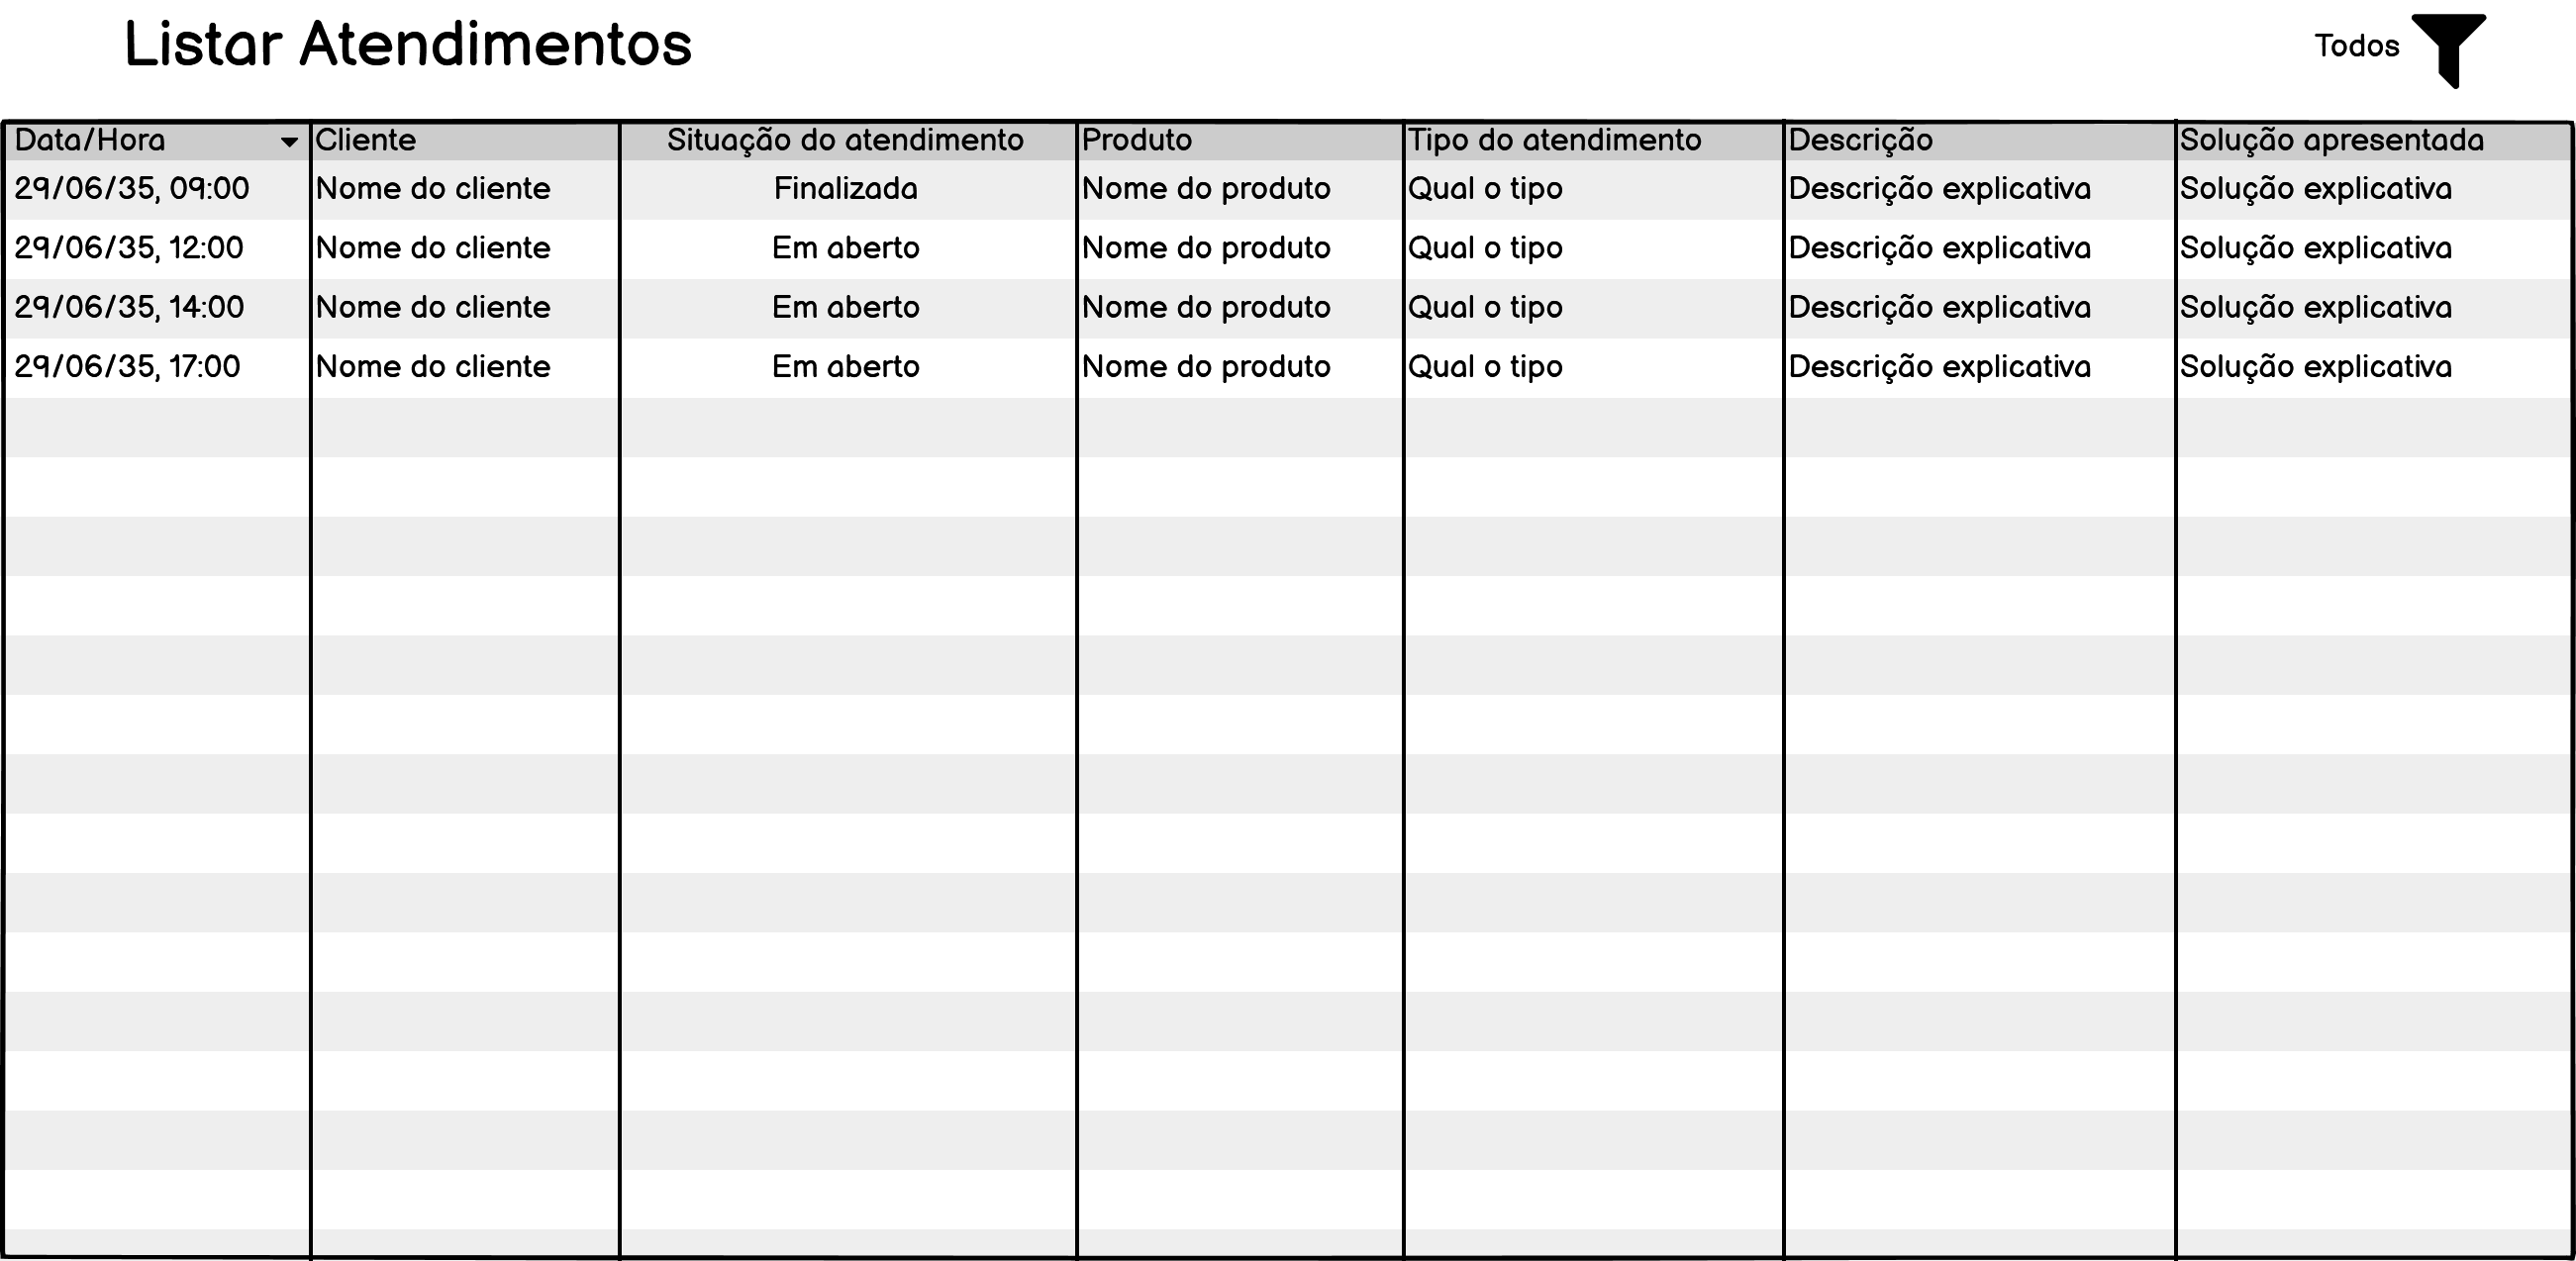 Listar Atendimentos
Todos
Data/Hora Cliente Situação do atendimento Produto Tipo do atendimento Descrição Solução apresentada
29/06/35, 09:00 Nome do cliente Finalizada Nome do produto Qual o tipo Descrição explicativa Solução explicativa
29/06/35, 12:00 Nome do cliente Em aberto Nome do produto Qual o tipo Descrição explicativa Solução explicativa
29/06/35, 14:00 Nome do cliente Em aberto Nome do produto Qual o tipo Descrição explicativa Solução explicativa
29/06/35, 17:00 Nome do cliente Em aberto Nome do produto Qual o tipo Descrição explicativa Solução explicativa